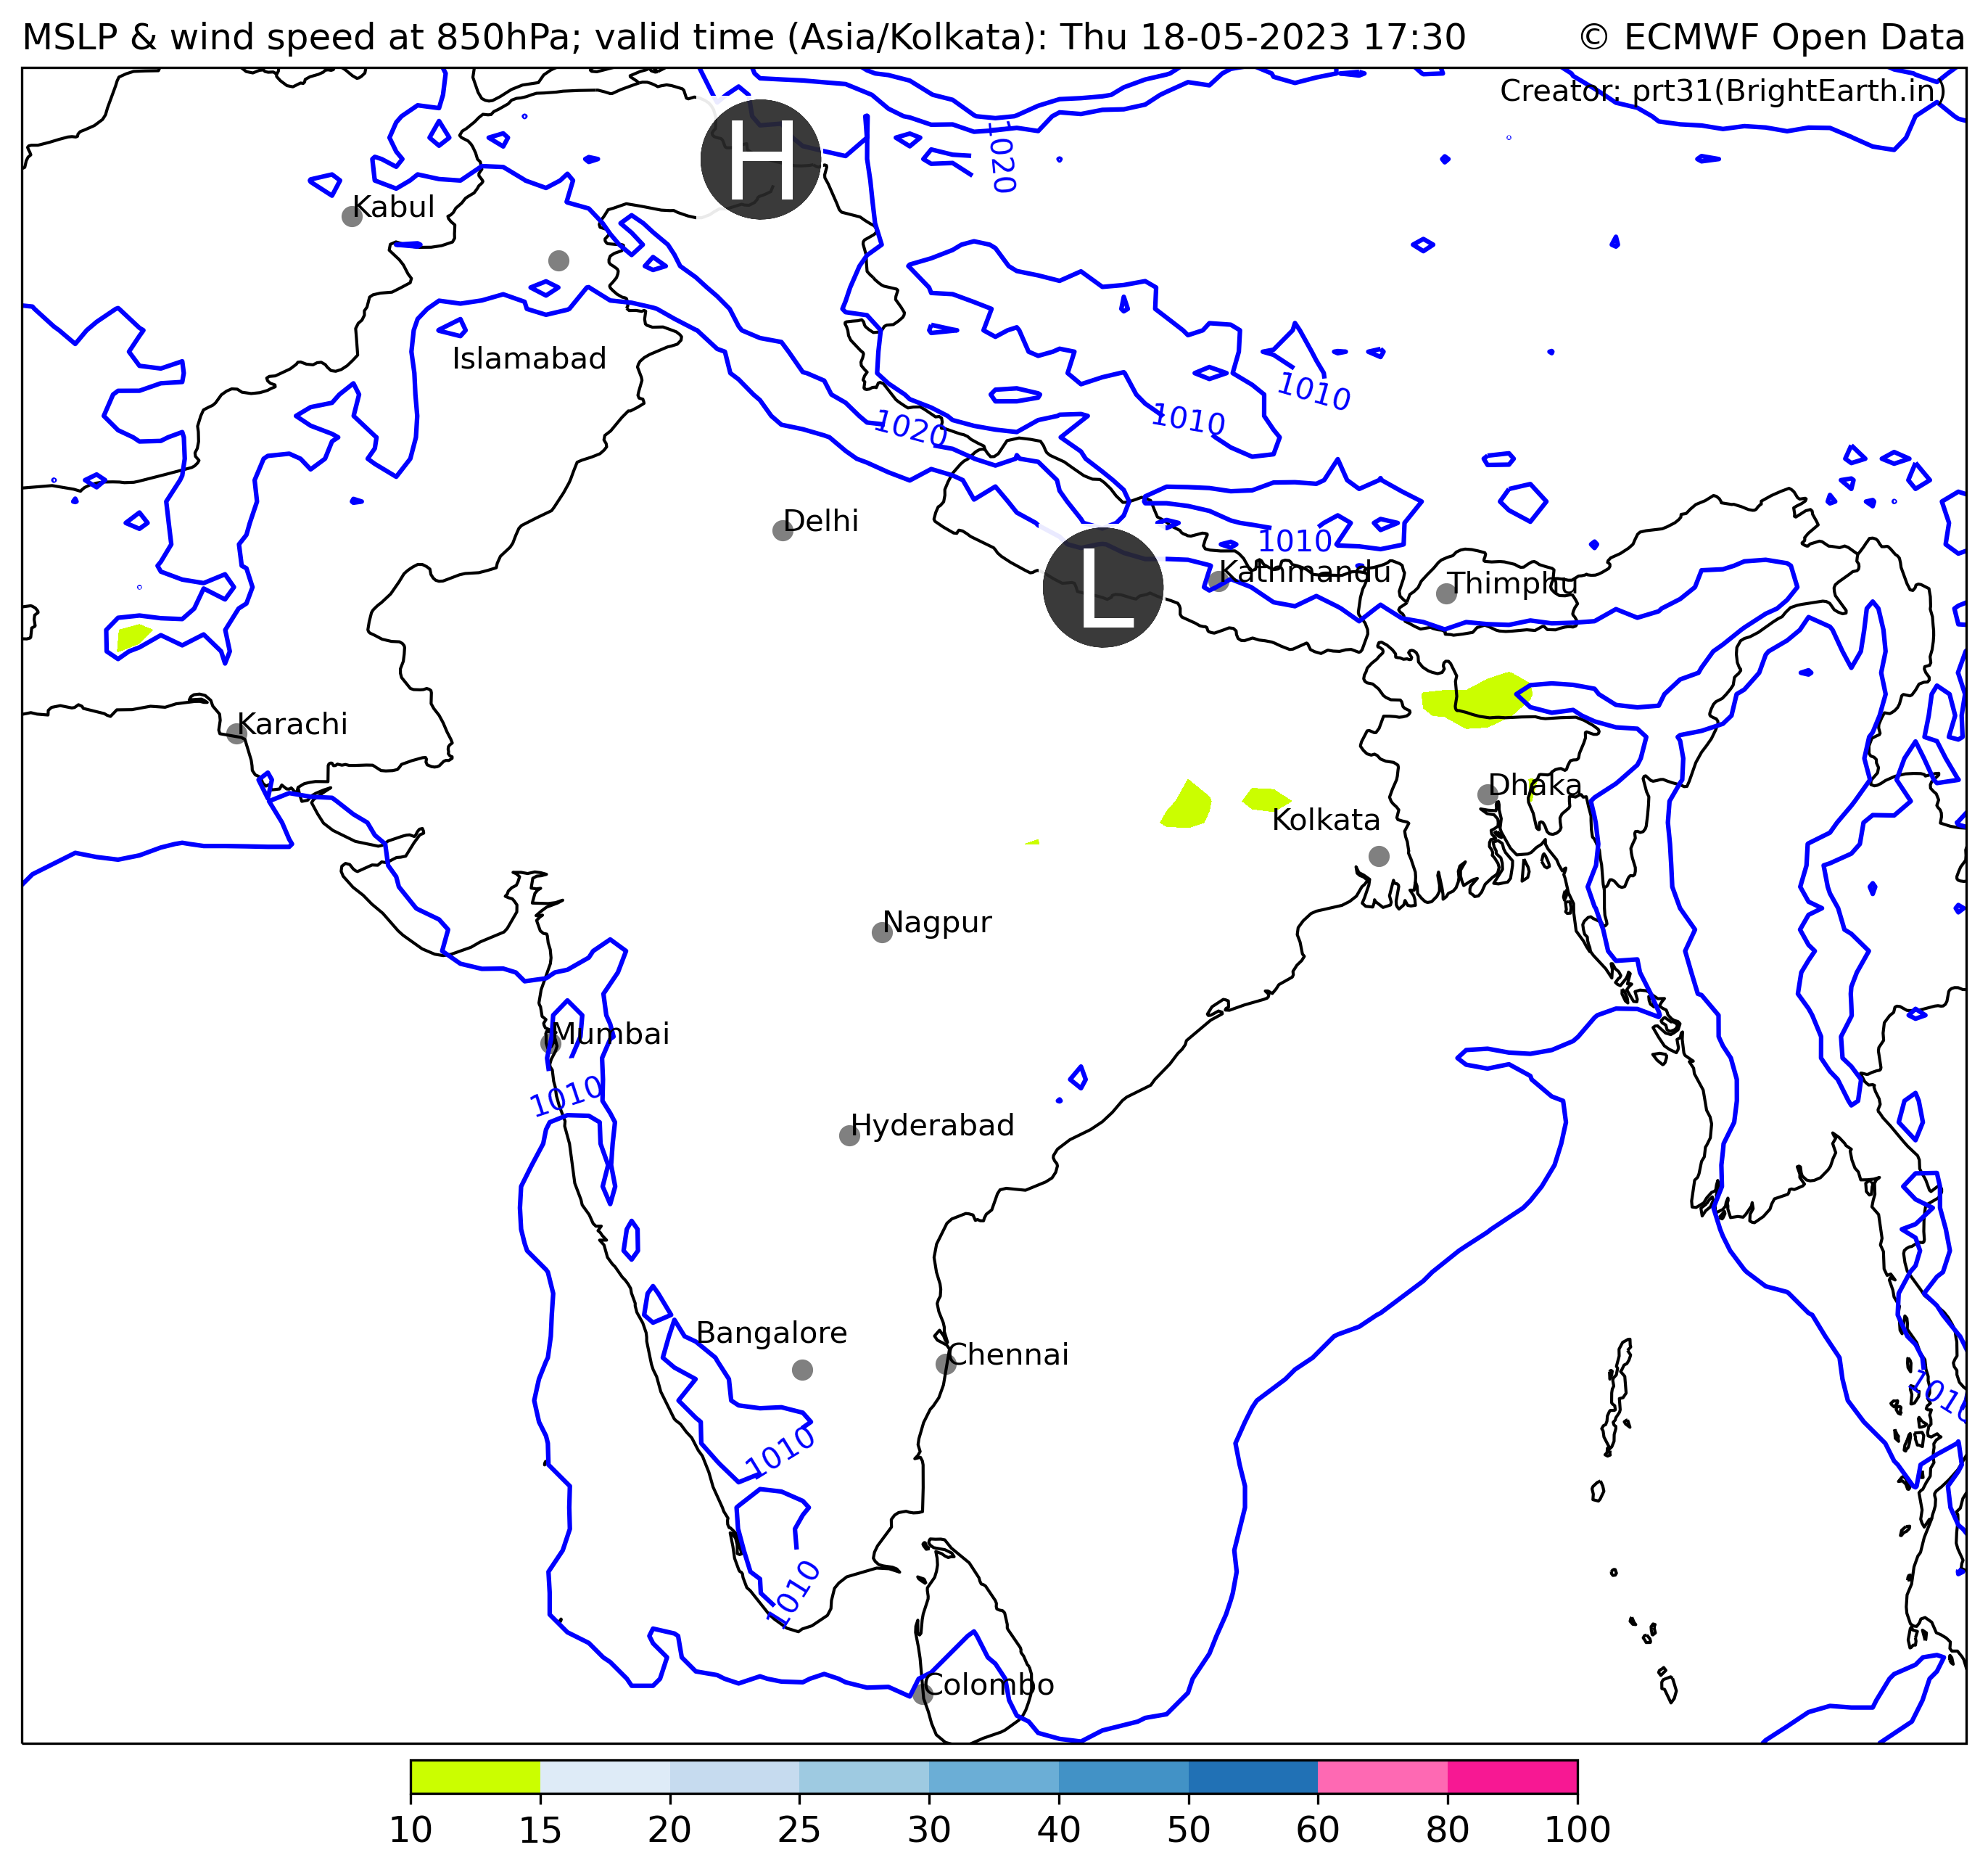 MSLP & wind speed at 850hPa; valid time (Asia/Kolkata): Thu 18-05-2023 17:30
© ECMWF Open Data
Creator: prt31(BrightEarth.in)
H
1020
Kabul
Islamabad
1010
1010
1020
Delhi
1010
L
Kathmandu
Thimphu
Karachi
Dhaka
Kolkata
Nagpur
Mumbai
1010
Hyderabad
Bangalore
Chennai
1010
1010
1010
Colombo
10 15 20 25 30 40 50 60 80 100